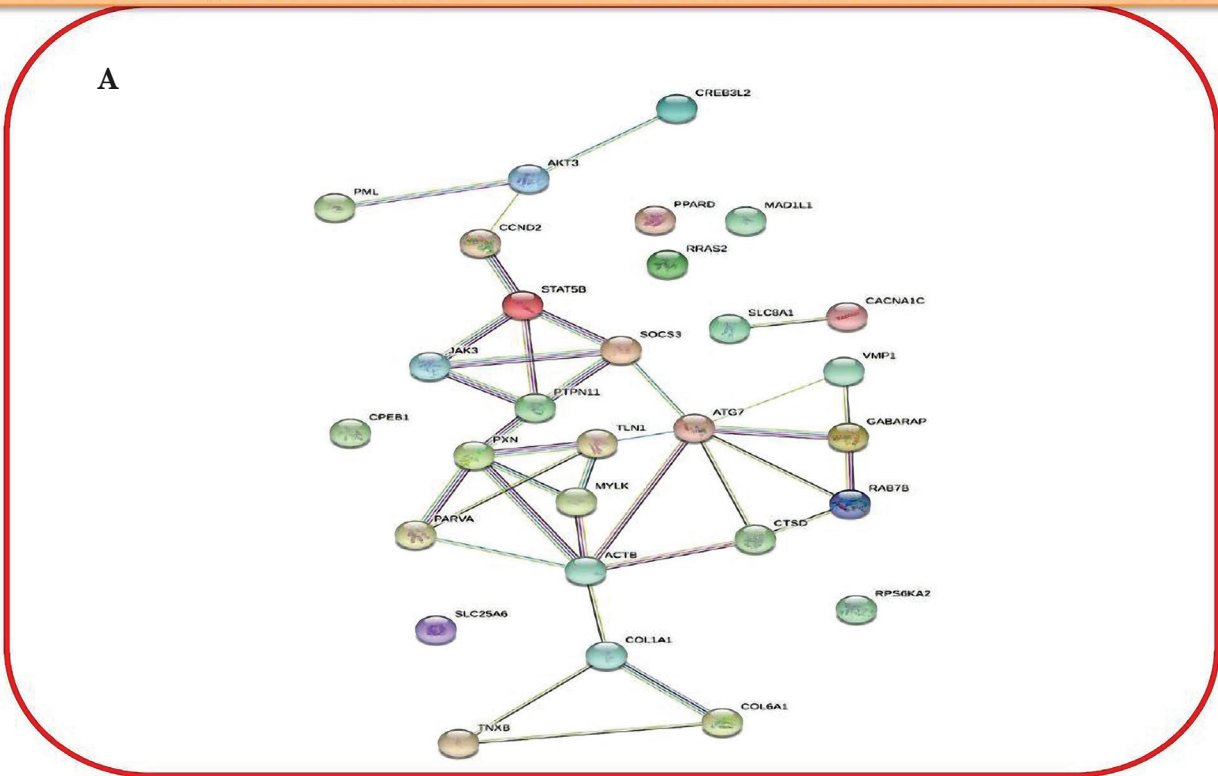 A
CREB3L2
AKT3
PML
PPARD
MAD1L1
CCND2
RRAS2
STAT5B
CACNA1C
SLC8A1
SOCS3
JAK3
VMP1
PTPN11
ATG7
CPEB1
GABARAP
TLN1
PXN
MYLK
RAB7B
PARVA
CTSD
ACTB
RPS6KA2
SLC25A6
COL1A1
COL6A1
TNXB